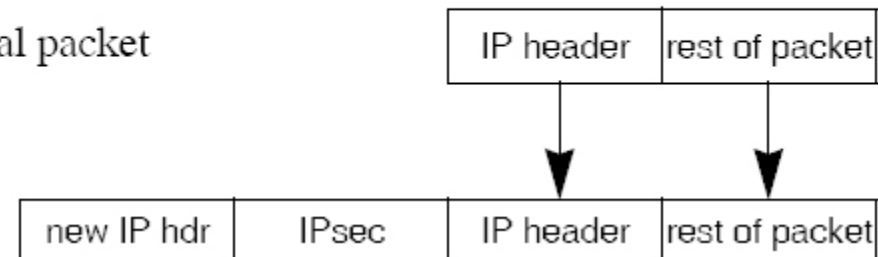 al packet
IP header rest of packet
new IP hdr IPsec IP header rest of packet